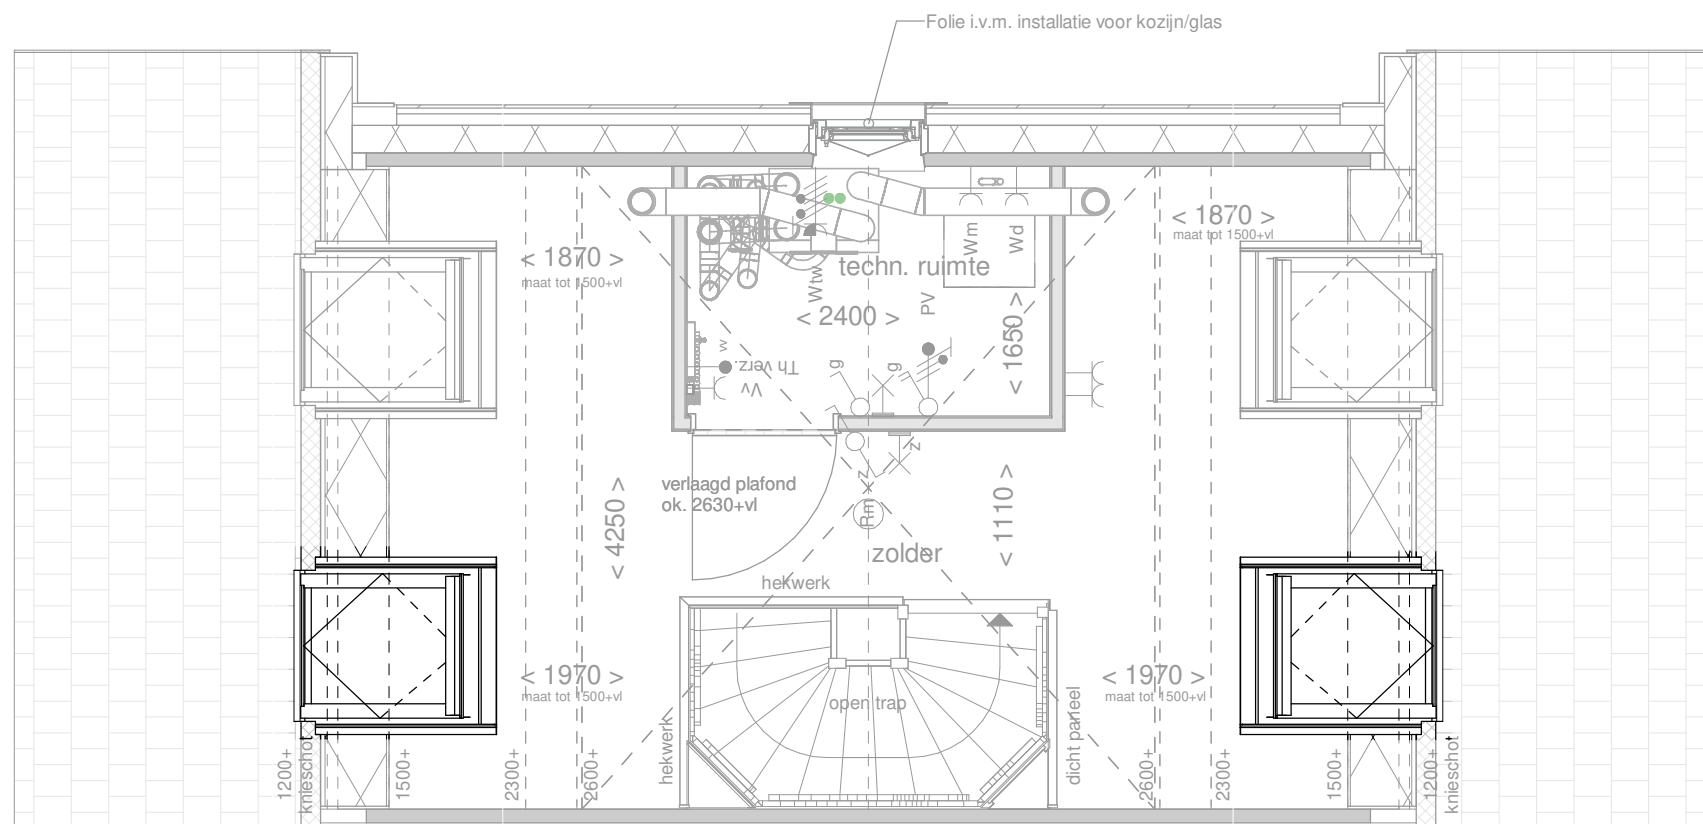 Folie i.v.m. installatie voor kozijn/glas
< 1870 >
maat tot 1500+vl
< 1870 >
maat tot 1500+vl
Wm
Wd
techn. ruimte
Wtw
PV
< 2400 >
< 1650 >
w
Th Verz.
Vv
g
g
z
z
verlaagd plafond
ok. 2630+vl
< 4250 >
< 1110 >
Rm
zolder
hekwerk
< 1970 >
maat tot 1500+vl
< 1970 >
maat tot 1500+vl
open trap
hekwerk
dicht paneel
1200+
knieschot
1500+
2300+
2600+
2600+
2300+
1500+
1200+
knieschot